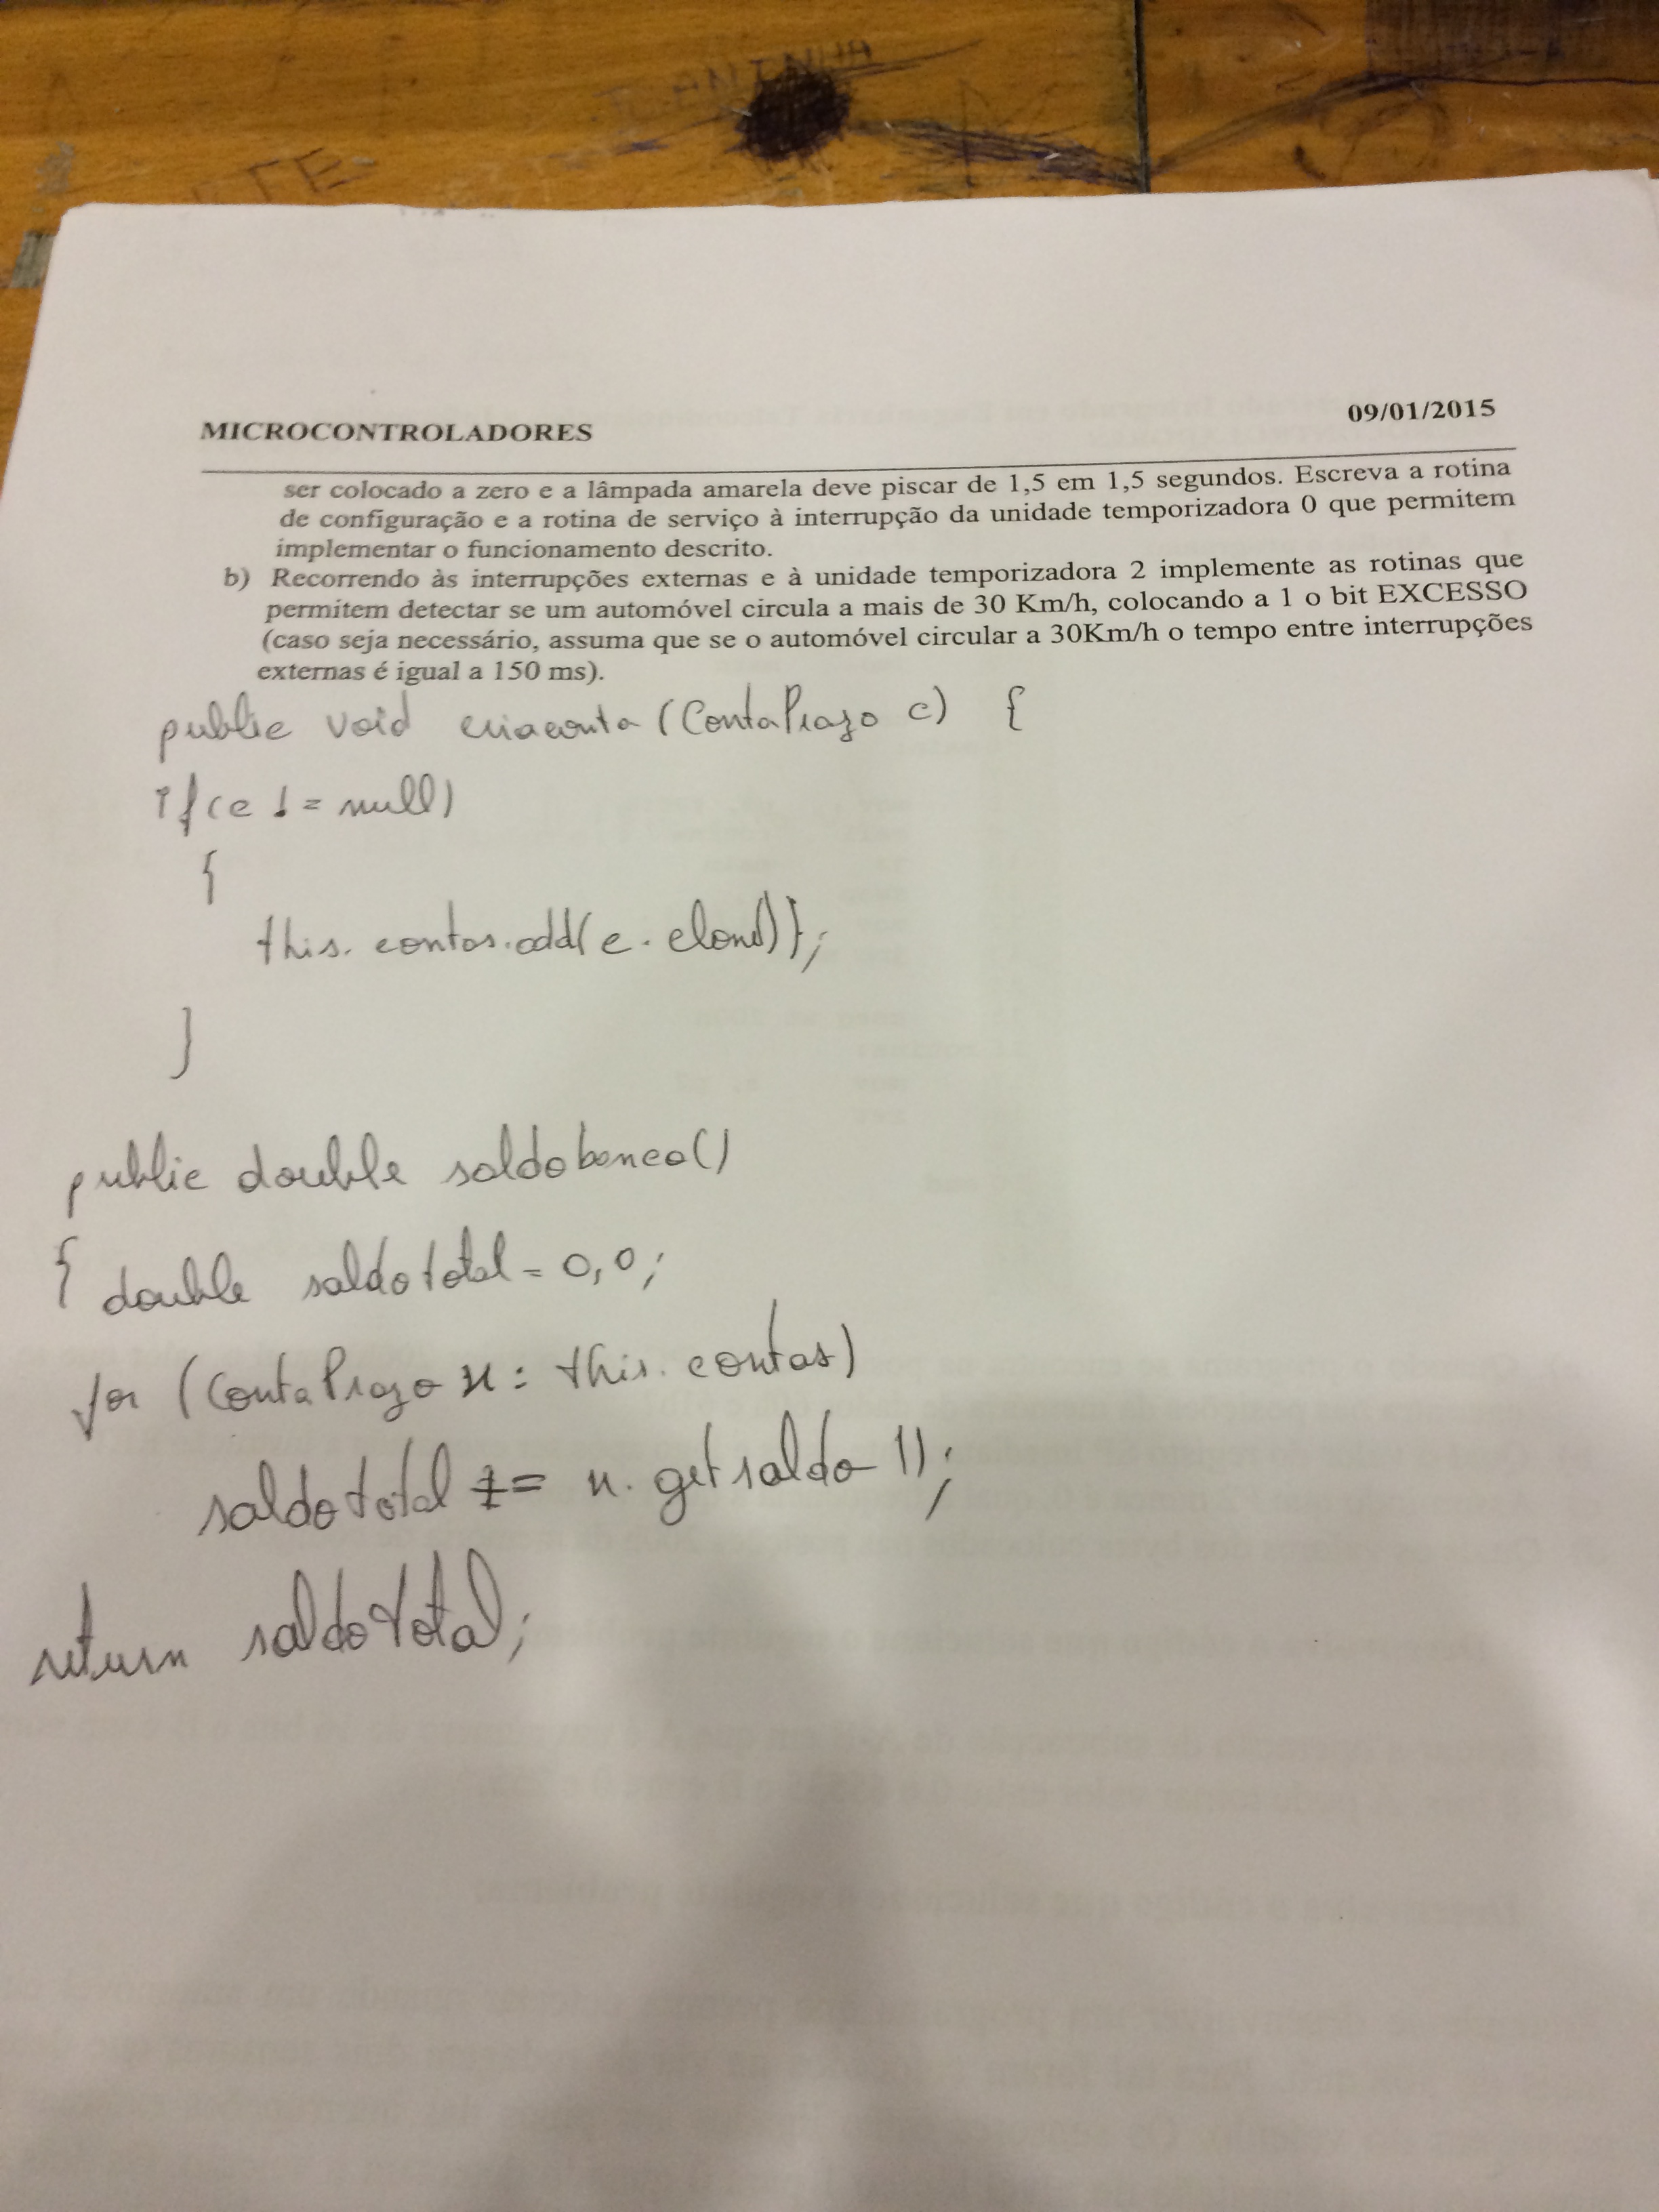 MICROCONTROLADORES 09/01/2015
ser colocado a zero e a lâmpada amarela deve piscar de 1,5 em 1,5 segundos. Escreva a rotina
de configuração e a rotina de serviço à interrupção da unidade temporizadora 0 que permitem
implementar o funcionamento descrito.
b) Recorrendo às interrupções externas e à unidade temporizadora 2 implemente as rotinas que
permitem detectar se um automóvel circula a mais de 30 Km/h, colocando a 1 o bit EXCESSO
(caso seja necessário, assuma que se o automóvel circular a 30Km/h o tempo entre interrupções
externas é igual a 150 ms).
public void criaconta (ContaPrazo c) {
if(c != null)
{
this.contas.add(c.clone());
}
public double saldobanco()
{ double saldototal = 0,0;
for (ContaPrazo x : this.contas)
saldototal += x.getsaldo ();
return saldototal;